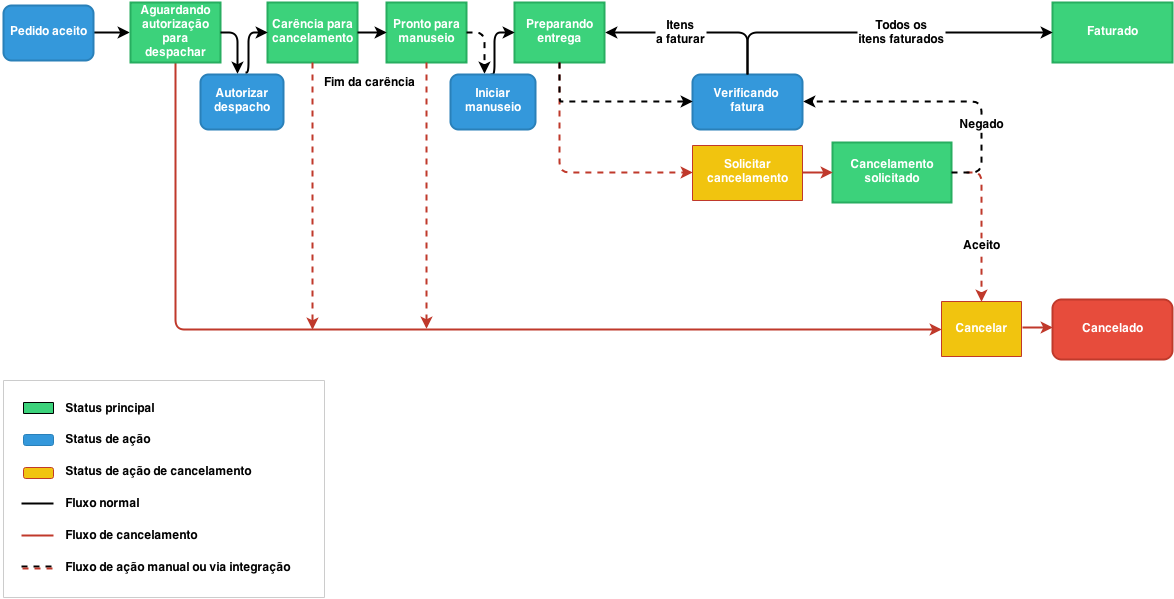 Pedido aceito
Aguardando
autorização
para
despachar
Carência para
cancelamento
Pronto para
manuseio
Preparando
entrega
Itens
a faturar
Todos os
itens faturados
Faturado
Autorizar
despacho
Fim da carência
Iniciar
manuseio
Verificando
fatura
Negado
Solicitar
cancelamento
Cancelamento
solicitado
Aceito
Cancelar
Cancelado
Status principal
Status de ação
Status de ação de cancelamento
Fluxo normal
Fluxo de cancelamento
Fluxo de ação manual ou via integração